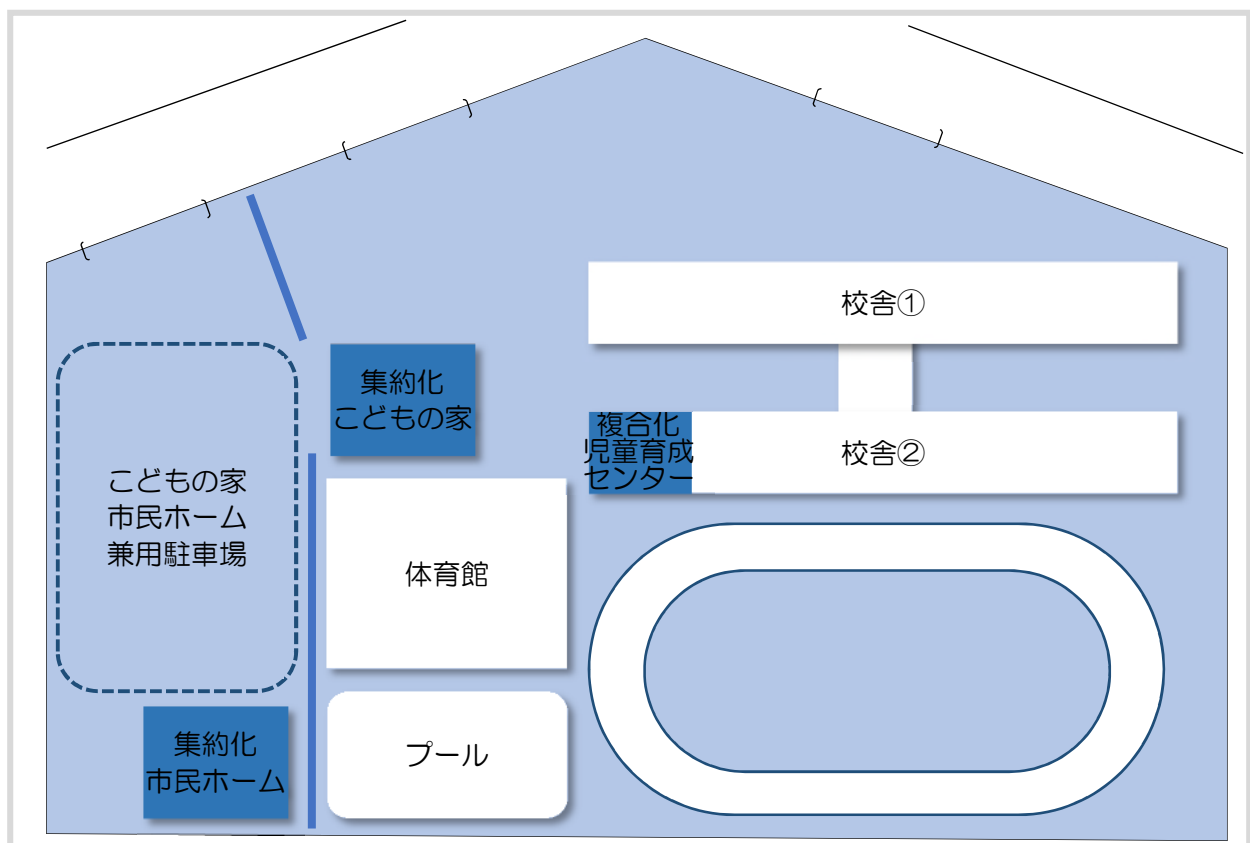 校舎①
集約化
こどもの家
複合化
児童育成
センター
校舎②
こどもの家
市民ホーム
兼用駐車場
体育館
集約化
市民ホーム
プール